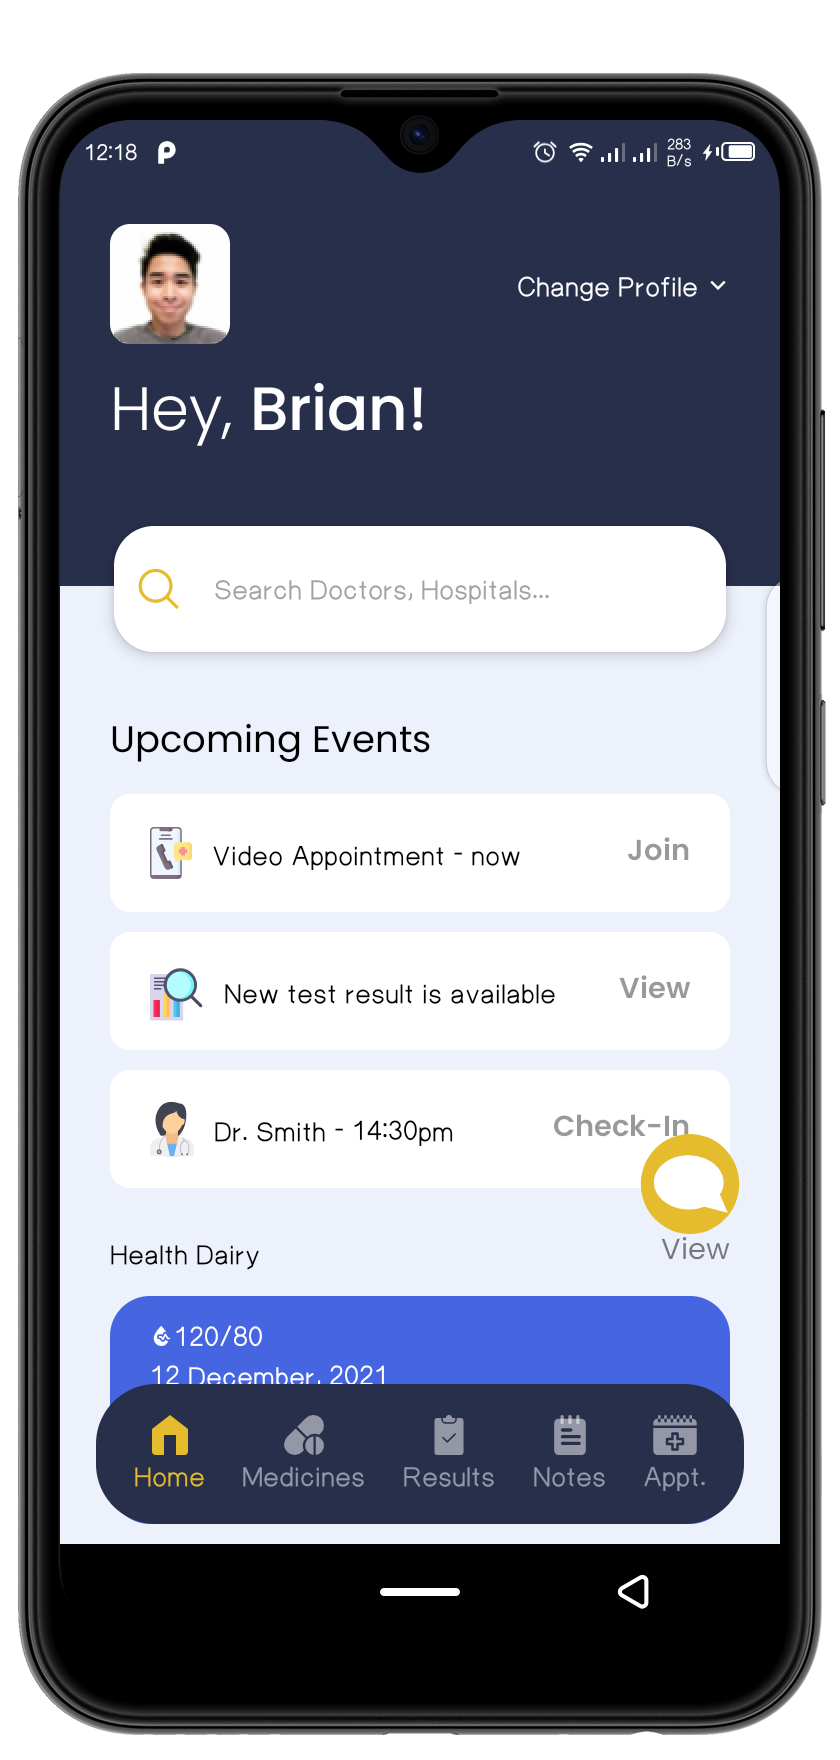 12:18
283
B/s
Change Profile
Hey, Brian!
Search Doctors, Hospitals...
Upcoming Events
Video Appointment - now
Join
New test result is available
View
Dr. Smith - 14:30pm
Check-In
Health Dairy
View
120/80
12 December, 2021
Home
Medicines
Results
Notes
Appt.